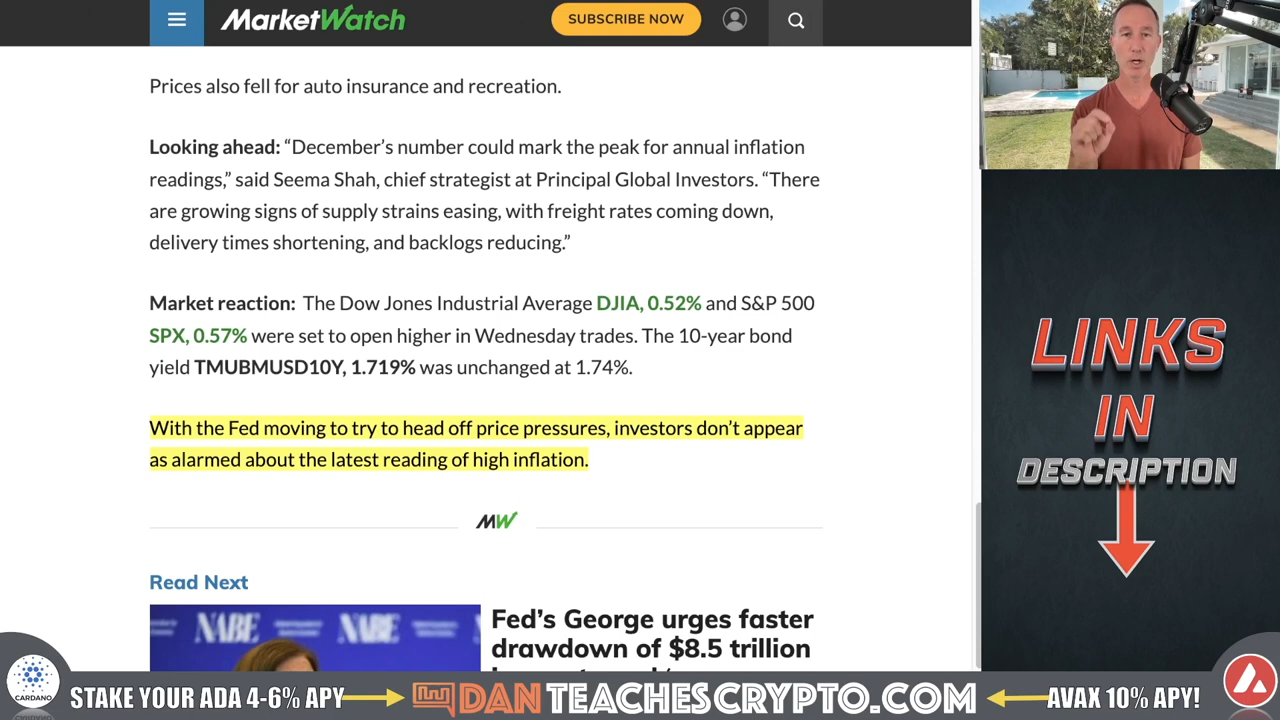 MarketWatch
SUBSCRIBE NOW
Prices also fell for auto insurance and recreation.
Looking ahead: “December’s number could mark the peak for annual inflation
readings,” said Seema Shah, chief strategist at Principal Global Investors. “There
are growing signs of supply strains easing, with freight rates coming down,
delivery times shortening, and backlogs reducing.”
Market reaction: The Dow Jones Industrial Average DJIA, 0.52% and S&P 500
SPX, 0.57% were set to open higher in Wednesday trades. The 10-year bond
yield TMUBMUSD10Y, 1.719% was unchanged at 1.74%.
With the Fed moving to try to head off price pressures, investors don’t appear
as alarmed about the latest reading of high inflation.
MW
Read Next
NABE NABE
Fed’s George urges faster
drawdown of $8.5 trillion
LINKS
IN
DESCRIPTION
CARDANO
STAKE YOUR ADA 4-6% APY
DANTEACHESCRYPTO.COM
AVAX 10% APY!